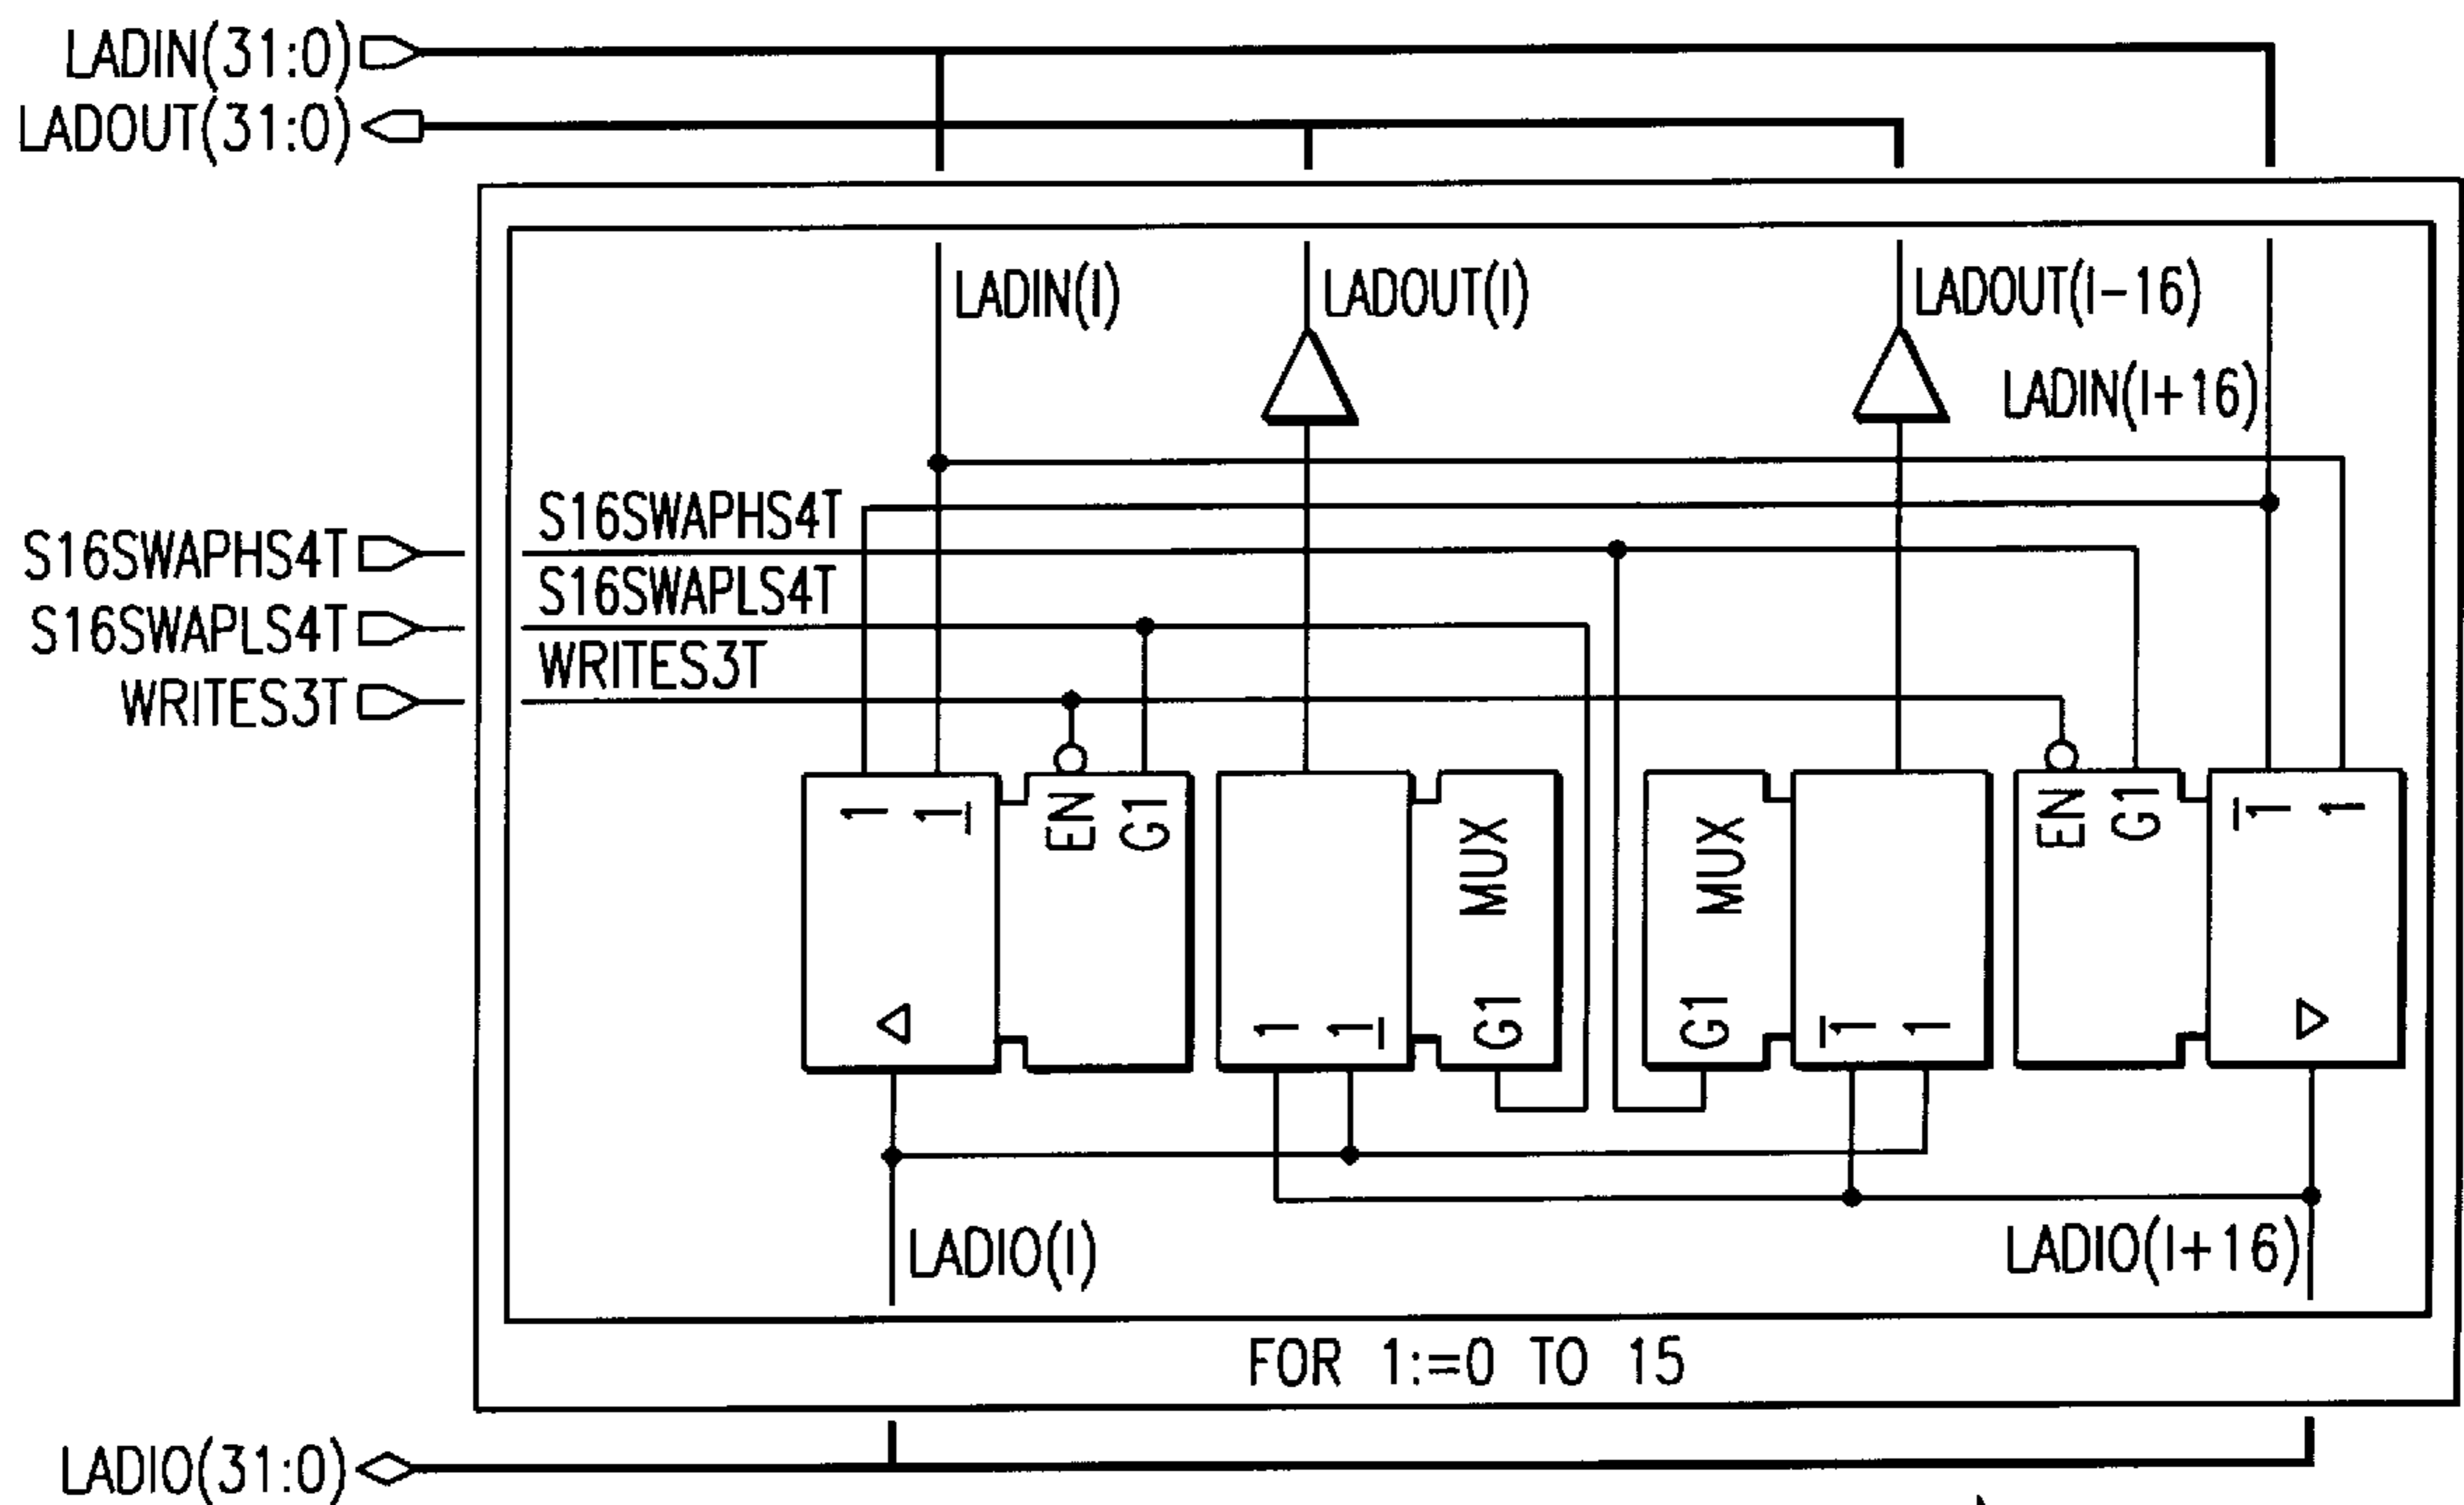 LADIN(31:0)
LADOUT(31:0)
LADIN(I)
LADOUT(I)
LADOUT(I-16)
LADIN(I+16)
S16SWAPHS4T
S16SWAPHS4T
S16SWAPLS4T
S16SWAPLS4T
WRITES3T
WRITES3T
1
1
EN
G1
MUX
MUX
EN
G1
1
1
1
1
G1
G1
1
1
LADIO(I)
LADIO(I+16)
FOR 1:=0 TO 15
LADIO(31:0)